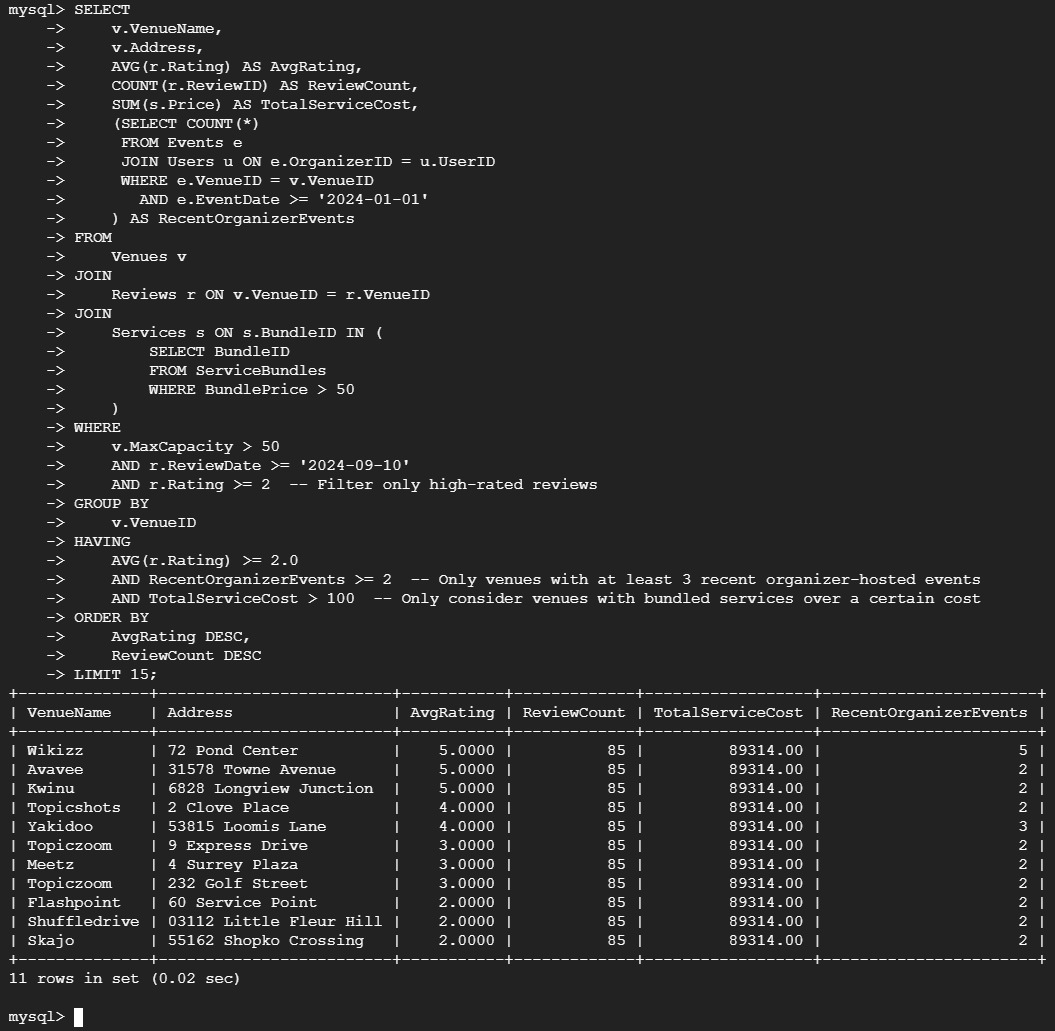 mysql> SELECT
    ->     v.VenueName,
    ->     v.Address,
    ->     AVG(r.Rating) AS AvgRating,
    ->     COUNT(r.ReviewID) AS ReviewCount,
    ->     SUM(s.Price) AS TotalServiceCost,
    ->     (SELECT COUNT(*)
    ->      FROM Events e
    ->      JOIN Users u ON e.OrganizerID = u.UserID
    ->      WHERE e.VenueID = v.VenueID
    ->        AND e.EventDate >= '2024-01-01'
    ->     ) AS RecentOrganizerEvents
    -> FROM
    ->     Venues v
    -> JOIN
    ->     Reviews r ON v.VenueID = r.VenueID
    -> JOIN
    ->     Services s ON s.BundleID IN (
    ->         SELECT BundleID
    ->         FROM ServiceBundles
    ->         WHERE BundlePrice > 50
    ->     )
    -> WHERE
    ->     v.MaxCapacity > 50
    ->     AND r.ReviewDate >= '2024-09-10'
    ->     AND r.Rating >= 2  -- Filter only high-rated reviews
    -> GROUP BY
    ->     v.VenueID
    -> HAVING
    ->     AVG(r.Rating) >= 2.0
    ->     AND RecentOrganizerEvents >= 2  -- Only venues with at least 3 recent organizer-hosted events
    ->     AND TotalServiceCost > 100  -- Only consider venues with bundled services over a certain cost
    -> ORDER BY
    ->     AvgRating DESC,
    ->     ReviewCount DESC
    -> LIMIT 15;
+--------------+-------------------------+-----------+-------------+------------------+-----------------------+
| VenueName    | Address                 | AvgRating | ReviewCount | TotalServiceCost | RecentOrganizerEvents |
+--------------+-------------------------+-----------+-------------+------------------+-----------------------+
| Wikizz       | 72 Pond Center          |    5.0000 |          85 |         89314.00 |                     5 |
| Avavee       | 31578 Towne Avenue      |    5.0000 |          85 |         89314.00 |                     2 |
| Kwinu        | 6828 Longview Junction  |    5.0000 |          85 |         89314.00 |                     2 |
| Topicshots   | 2 Clove Place           |    4.0000 |          85 |         89314.00 |                     2 |
| Yakidoo      | 53815 Loomis Lane       |    4.0000 |          85 |         89314.00 |                     3 |
| Topiczoom    | 9 Express Drive         |    3.0000 |          85 |         89314.00 |                     2 |
| Meetz        | 4 Surrey Plaza          |    3.0000 |          85 |         89314.00 |                     2 |
| Topiczoom    | 232 Golf Street         |    3.0000 |          85 |         89314.00 |                     2 |
| Flashpoint   | 60 Service Point        |    2.0000 |          85 |         89314.00 |                     2 |
| Shuffledrive | 03112 Little Fleur Hill |    2.0000 |          85 |         89314.00 |                     2 |
| Skajo        | 55162 Shopko Crossing   |    2.0000 |          85 |         89314.00 |                     2 |
+--------------+-------------------------+-----------+-------------+------------------+-----------------------+
11 rows in set (0.02 sec)
mysql>